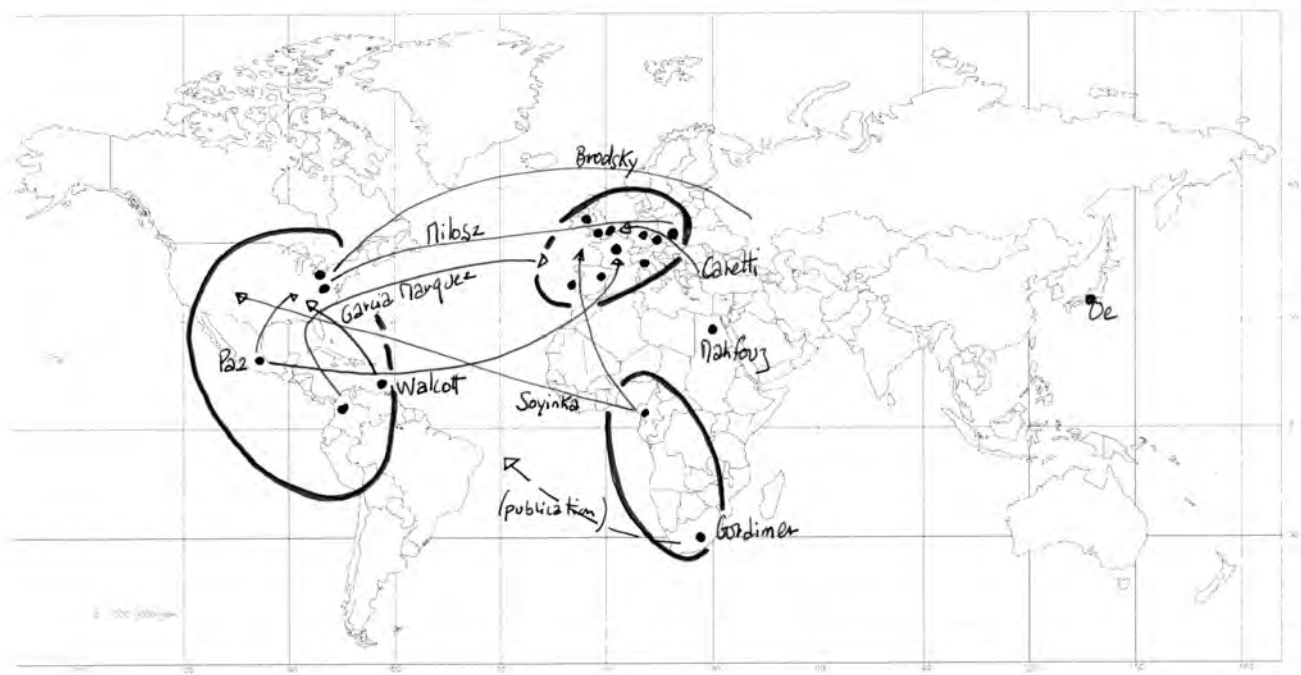 Brodsky
Milosz
Canetti
Garcia Marquez
Oe
Mahfouz
Paz
Walcott
Soyinka
(publication)
Gordimer